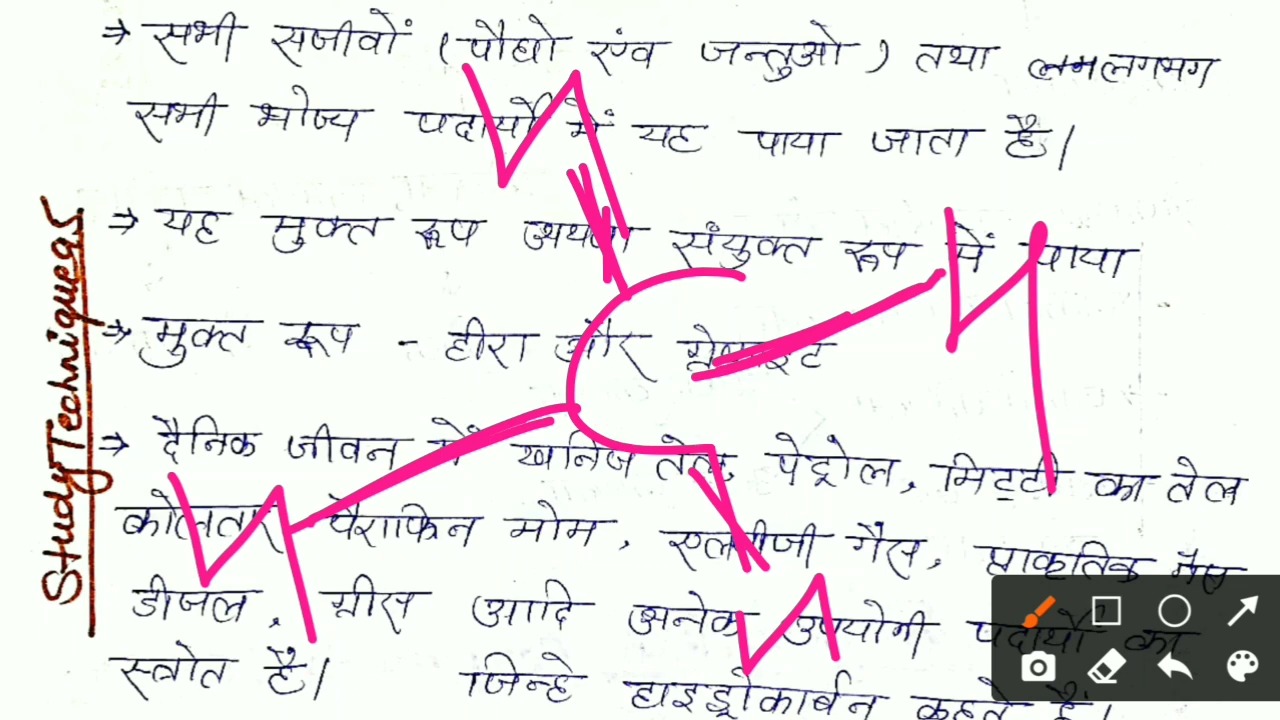 → सभी सजीवों (पौधो एंव जन्तुओ) तथा लगभग
सभी भोज्य पदार्थों में यह पाया जाता है।
→ यह मुक्त रूप अथवा संयुक्त रूप में पाया
→ मुक्त रूप - हीरा और ग्रेफाइट
→ दैनिक जीवन में खनिज तेल, पेट्रोल, मिट्टी का तेल
कोलतार पैराफिन मोम, एलपीजी गैस, प्राकृतिक गैस
डीजल, ग्रीस आदि अनेक उपयोगी पदार्थों का
स्त्रोत है। जिन्हे हाइड्रोकार्बन कहते है।
StudyTechnique95